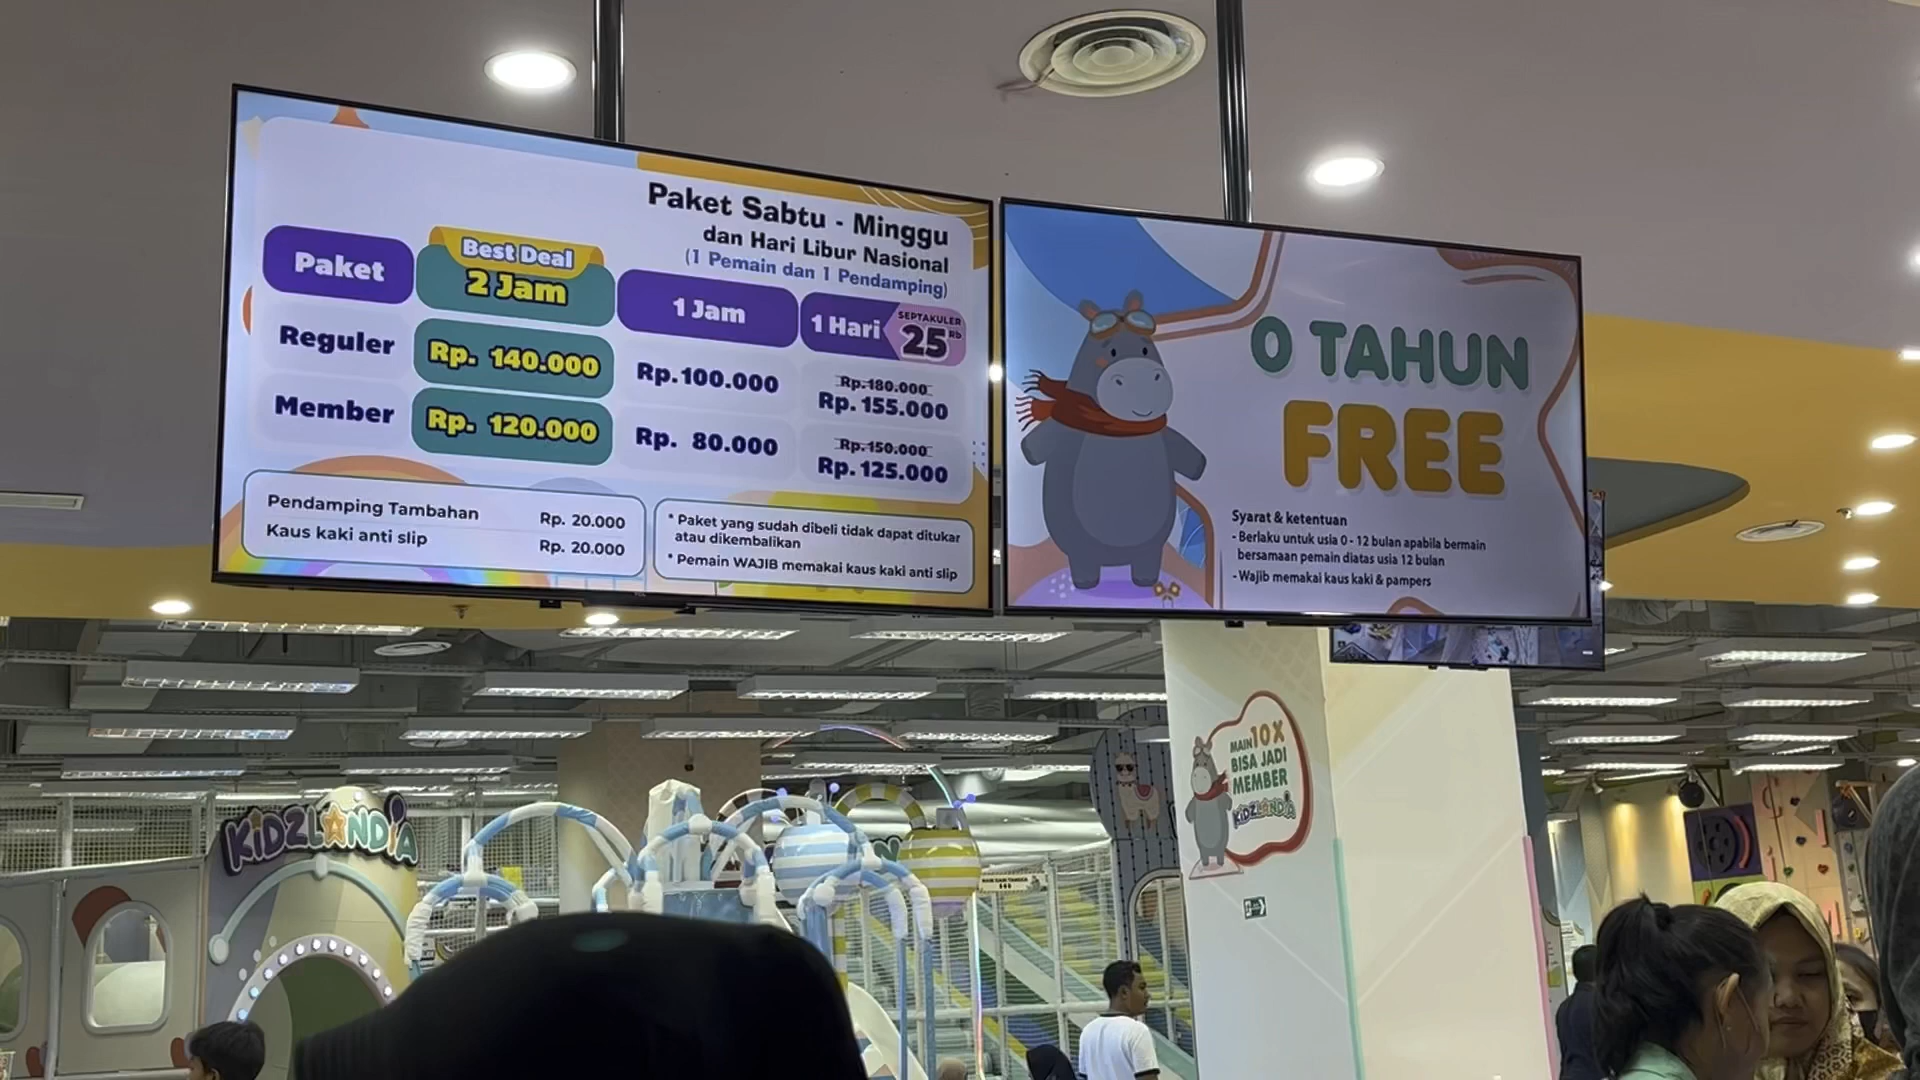 Paket Sabtu - Minggu
dan Hari Libur Nasional
(1 Pemain dan 1 Pendamping)
Paket
Best Deal
2 Jam
1 Jam
1 Hari
SEPTAKULER
25 Rb
Reguler
Rp. 140.000
Rp.100.000
Rp.180.000
Rp. 155.000
Member
Rp. 120.000
Rp. 80.000
Rp.150.000
Rp. 125.000
Pendamping Tambahan Rp. 20.000
Kaus kaki anti slip Rp. 20.000
* Paket yang sudah dibeli tidak dapat ditukar
atau dikembalikan
* Pemain WAJIB memakai kaus kaki anti slip
0 TAHUN
FREE
Syarat & ketentuan
- Berlaku untuk usia 0 - 12 bulan apabila bermain
bersamaan pemain diatas usia 12 bulan
- Wajib memakai kaus kaki & pampers
MAIN 10X
BISA JADI
MEMBER
KIDZLANDIA
KIDZLANDIA